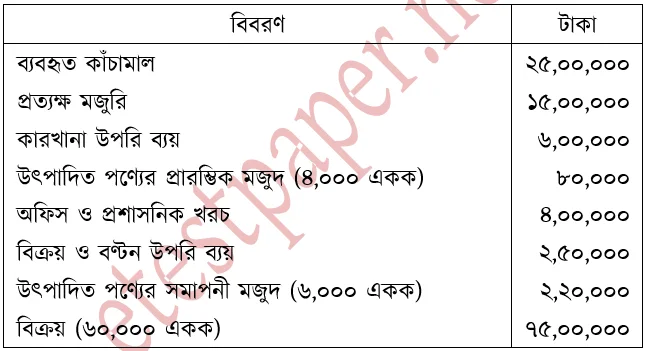 বিবরণ টাকা
ব্যবহৃত কাঁচামাল ২৫,০০,০০০
প্রত্যক্ষ মজুরি ১৫,০০,০০০
কারখানা উপরি ব্যয় ৬,০০,০০০
উৎপাদিত পণ্যের প্রারম্ভিক মজুদ (৪,০০০ একক) ৮০,০০০
অফিস ও প্রশাসনিক খরচ ৪,০০,০০০
বিক্রয় ও বণ্টন উপরি ব্যয় ২,৫০,০০০
উৎপাদিত পণ্যের সমাপনী মজুদ (৬,০০০ একক) ২,২০,০০০
বিক্রয় (৬০,০০০ একক) ৭৫,০০,০০০
etestpaper.ne